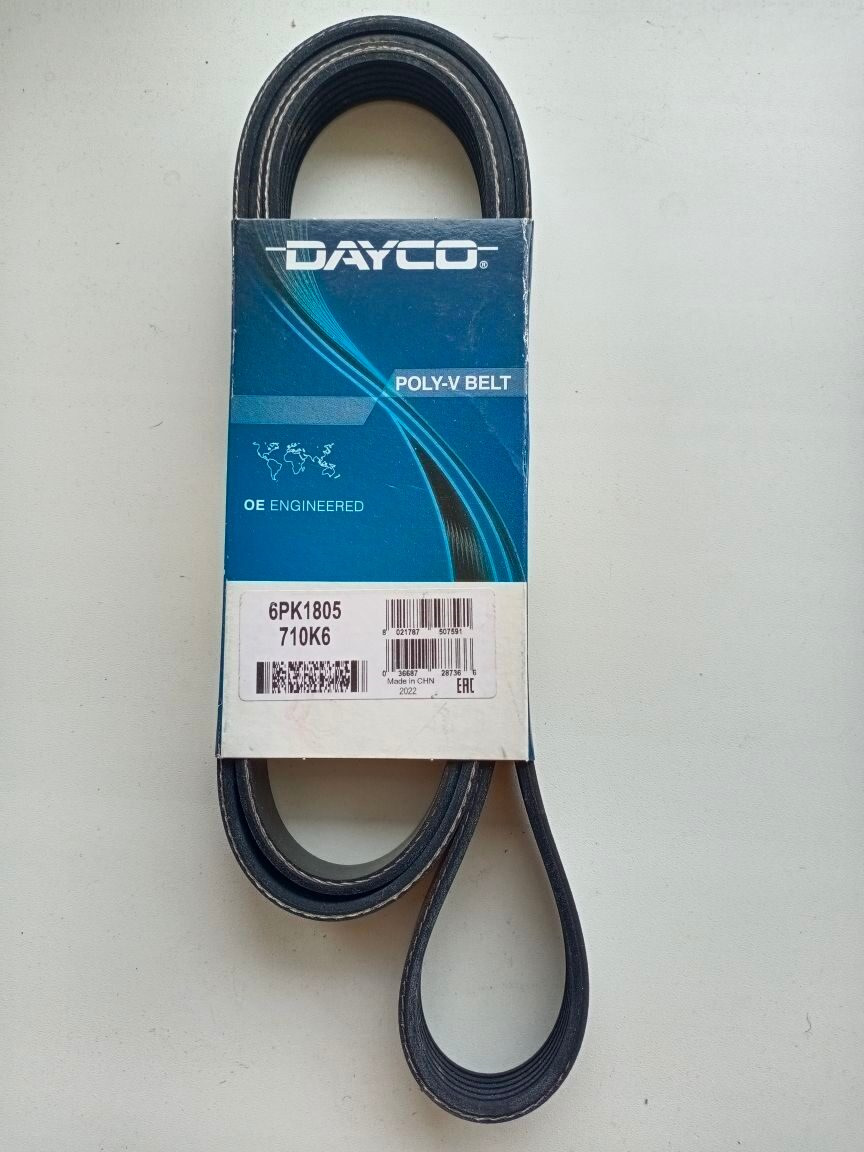 DAYCO®
POLY-V BELT
OE ENGINEERED
6PK1805
710K6
8 021787 507591
0 36687 28736 6
Made in CHN
2022
EAC